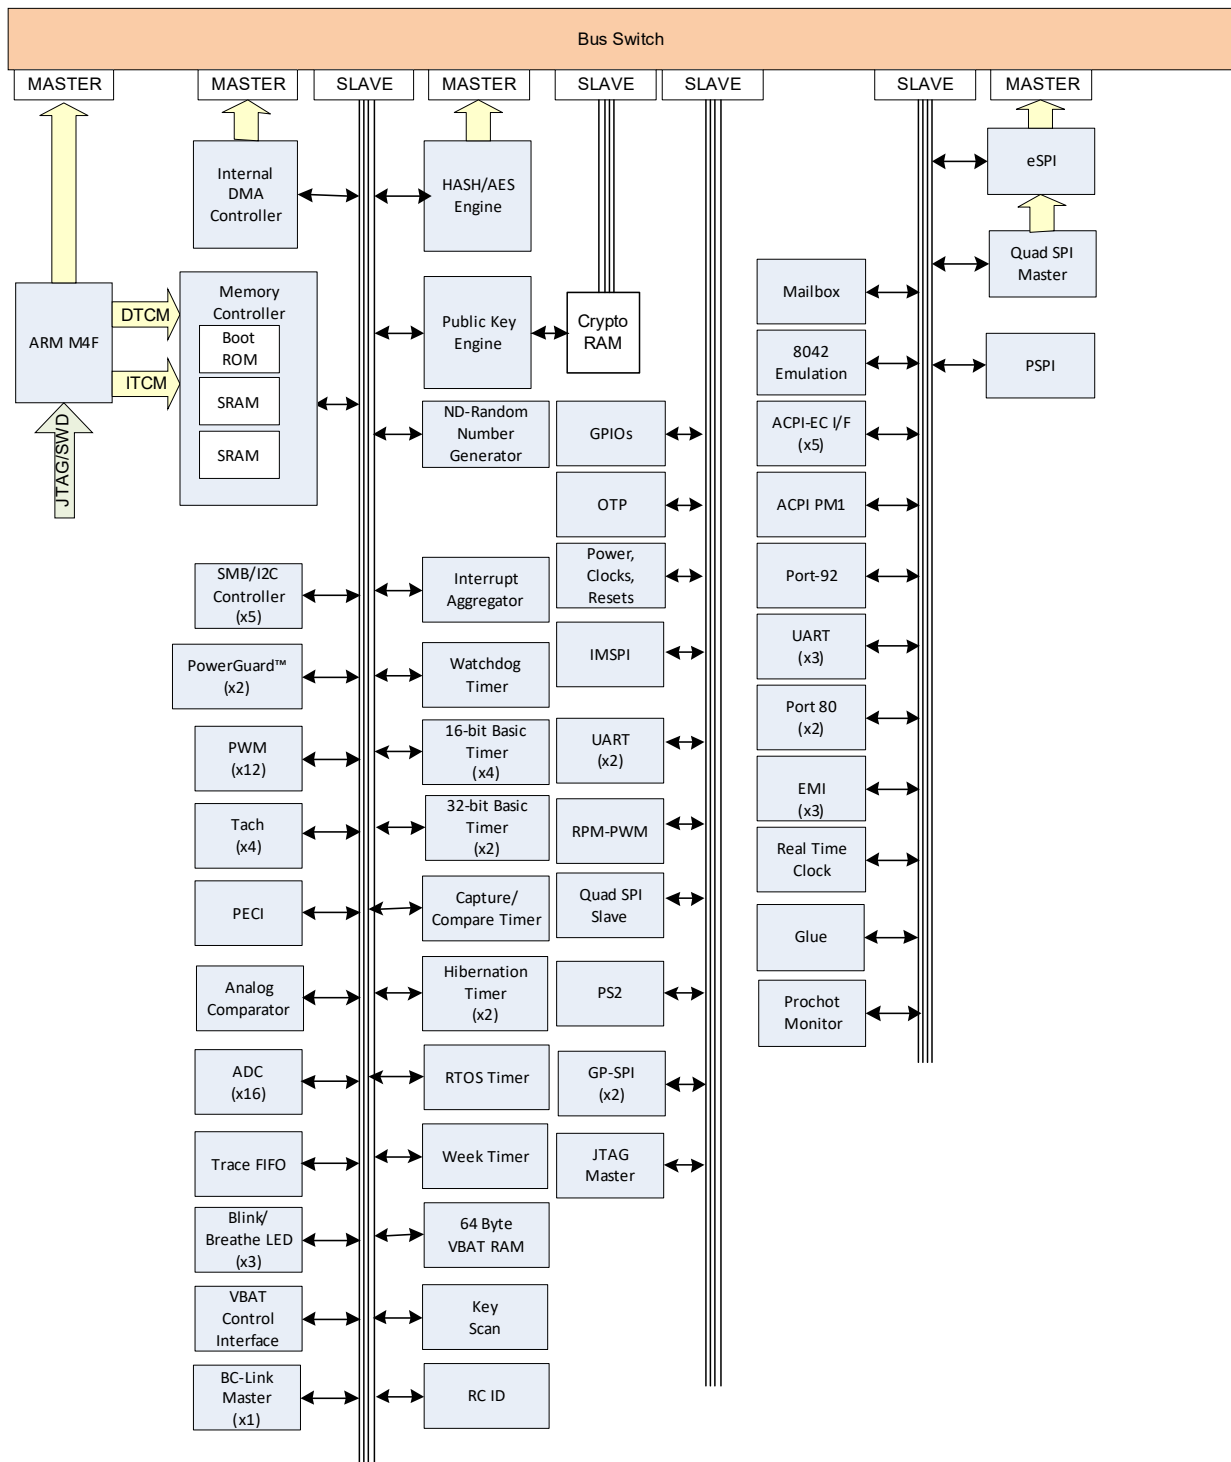 Bus Switch
MASTER
MASTER
SLAVE
MASTER
SLAVE
SLAVE
SLAVE
MASTER
Internal
DMA
Controller
HASH/AES
Engine
eSPI
Quad SPI
Master
PSPI
ARM M4F
DTCM
ITCM
JTAG/SWD
Memory
Controller
Boot
ROM
SRAM
SRAM
Public Key
Engine
Crypto
RAM
ND-Random
Number
Generator
SMB/I2C
Controller
(x5)
PowerGuard™
(x2)
PWM
(x12)
Tach
(x4)
PECI
Analog
Comparator
ADC
(x16)
Trace FIFO
Blink/
Breathe LED
(x3)
VBAT
Control
Interface
BC-Link
Master
(x1)
Interrupt
Aggregator
Watchdog
Timer
16-bit Basic
Timer
(x4)
32-bit Basic
Timer
(x2)
Capture/
Compare Timer
Hibernation
Timer
(x2)
RTOS Timer
Week Timer
64 Byte
VBAT RAM
Key
Scan
RC ID
GPIOs
OTP
Power,
Clocks,
Resets
IMSPI
UART
(x2)
RPM-PWM
Quad SPI
Slave
PS2
GP-SPI
(x2)
JTAG
Master
Mailbox
8042
Emulation
ACPI-EC I/F
(x5)
ACPI PM1
Port-92
UART
(x3)
Port 80
(x2)
EMI
(x3)
Real Time
Clock
Glue
Prochot
Monitor